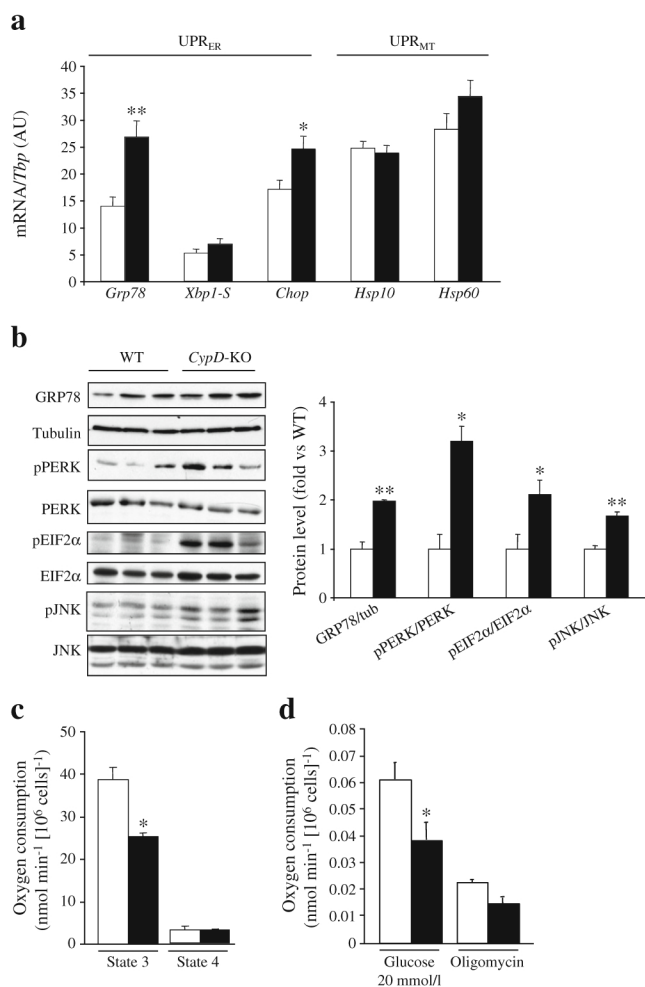 a
UPR_ER UPR_MT
mRNA/Tbp (AU)
40
35
30
25
20
15
10
5
0
**
*
Grp78 Xbp1-S Chop Hsp10 Hsp60
b
WT CypD-KO
GRP78
Tubulin
pPERK
PERK
pEIF2α
EIF2α
pJNK
JNK
Protein level (fold vs WT)
4
3
2
1
0
**
*
*
**
GRP78/tub
pPERK/PERK
pEIF2α/EIF2α
pJNK/JNK
c
Oxygen consumption
(nmol min⁻¹ [10⁶ cells]⁻¹)
60
40
30
10
0
*
State 3 State 4
d
Oxygen consumption
(nmol min⁻¹ [10⁶ cells]⁻¹)
0.08
0.07
0.06
0.05
0.04
0.03
0.02
0.01
0
*
Glucose Oligomycin
20 mmol/l